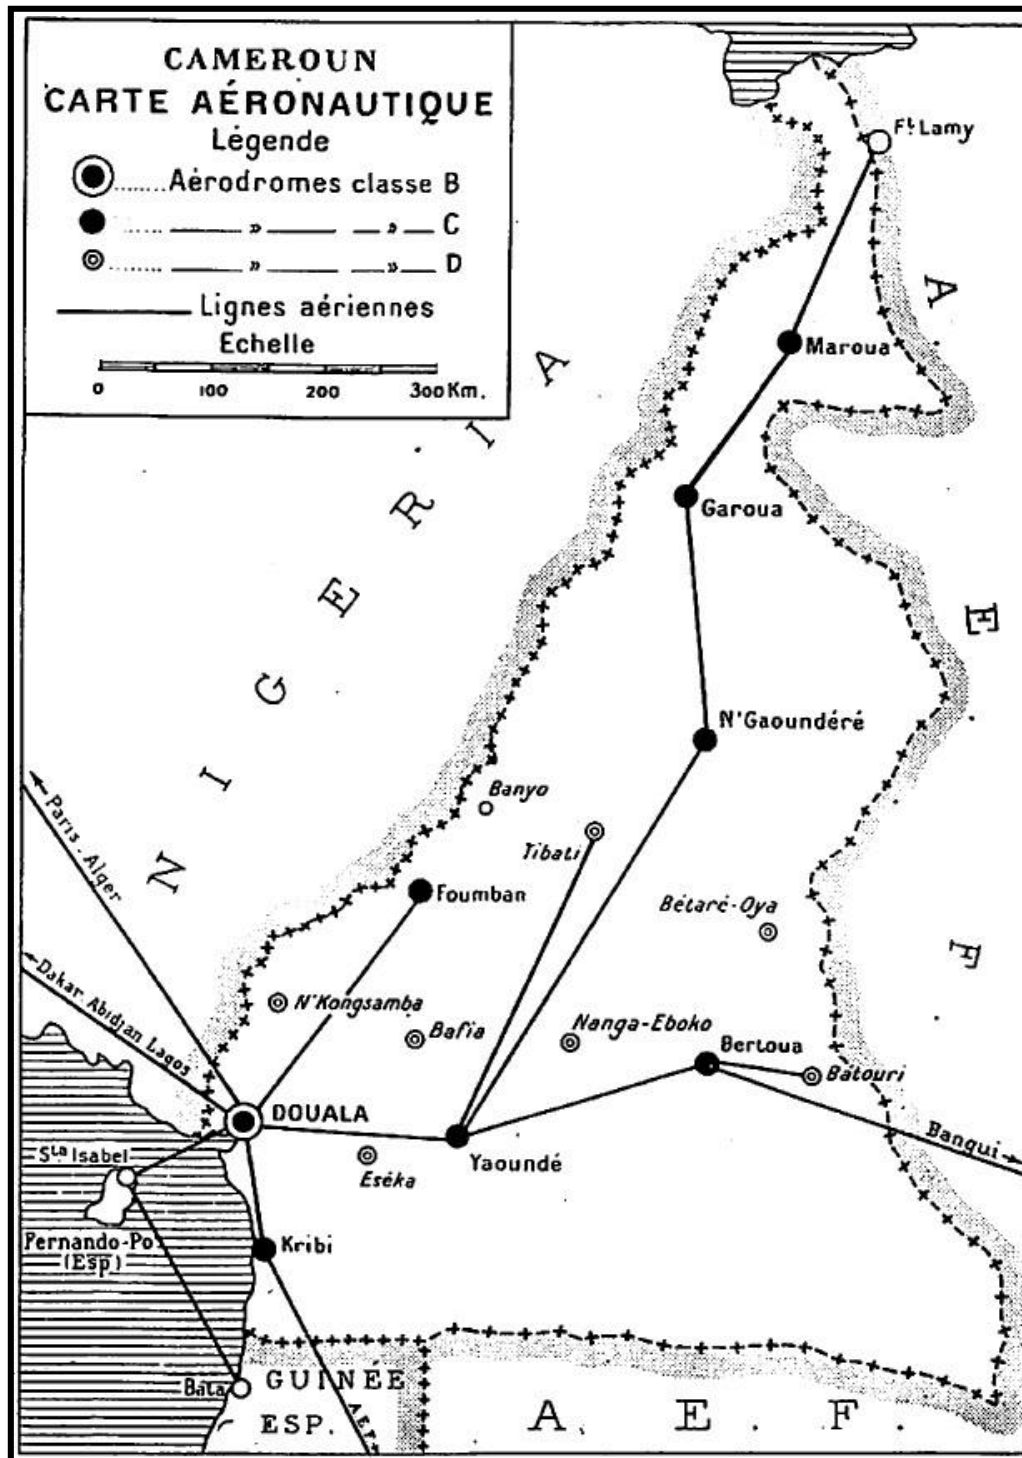 CAMEROUN
CARTE AÉRONAUTIQUE
Légende
........Aérodromes classe B
..... ——— » ——— — » — C
....... ——— » ——— — » — D
Lignes aériennes
Echelle
0 100 200 300 Km.
Ft Lamy
Maroua
Garoua
N'Gaoundéré
NIGERIA
A. E. F.
Banyo
Tibati
Foumban
Bétaré-Oya
Paris-Alger
Dakar Abidjan Lagos
N'Kongsamba
Bafia
Nanga-Eboko
Bertoua
Batouri
DOUALA
Yaoundé
Eséka
Bangui
Sta Isabel
Fernando-Po
(Esp)
Kribi
Bata
GUINÉE
ESP.
A.E.F.
A. E. F.